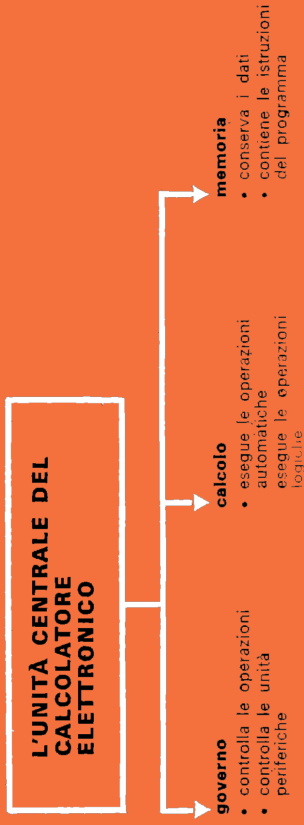 L'UNITÀ CENTRALE DEL
CALCOLATORE
ELETTRONICO
governo
• controlla le operazioni
• controlla le unità
periferiche
calcolo
• esegue le operazioni
automatiche
esegue le operazioni
logiche
memoria
• conserva i dati
• contiene le istruzioni
del programma